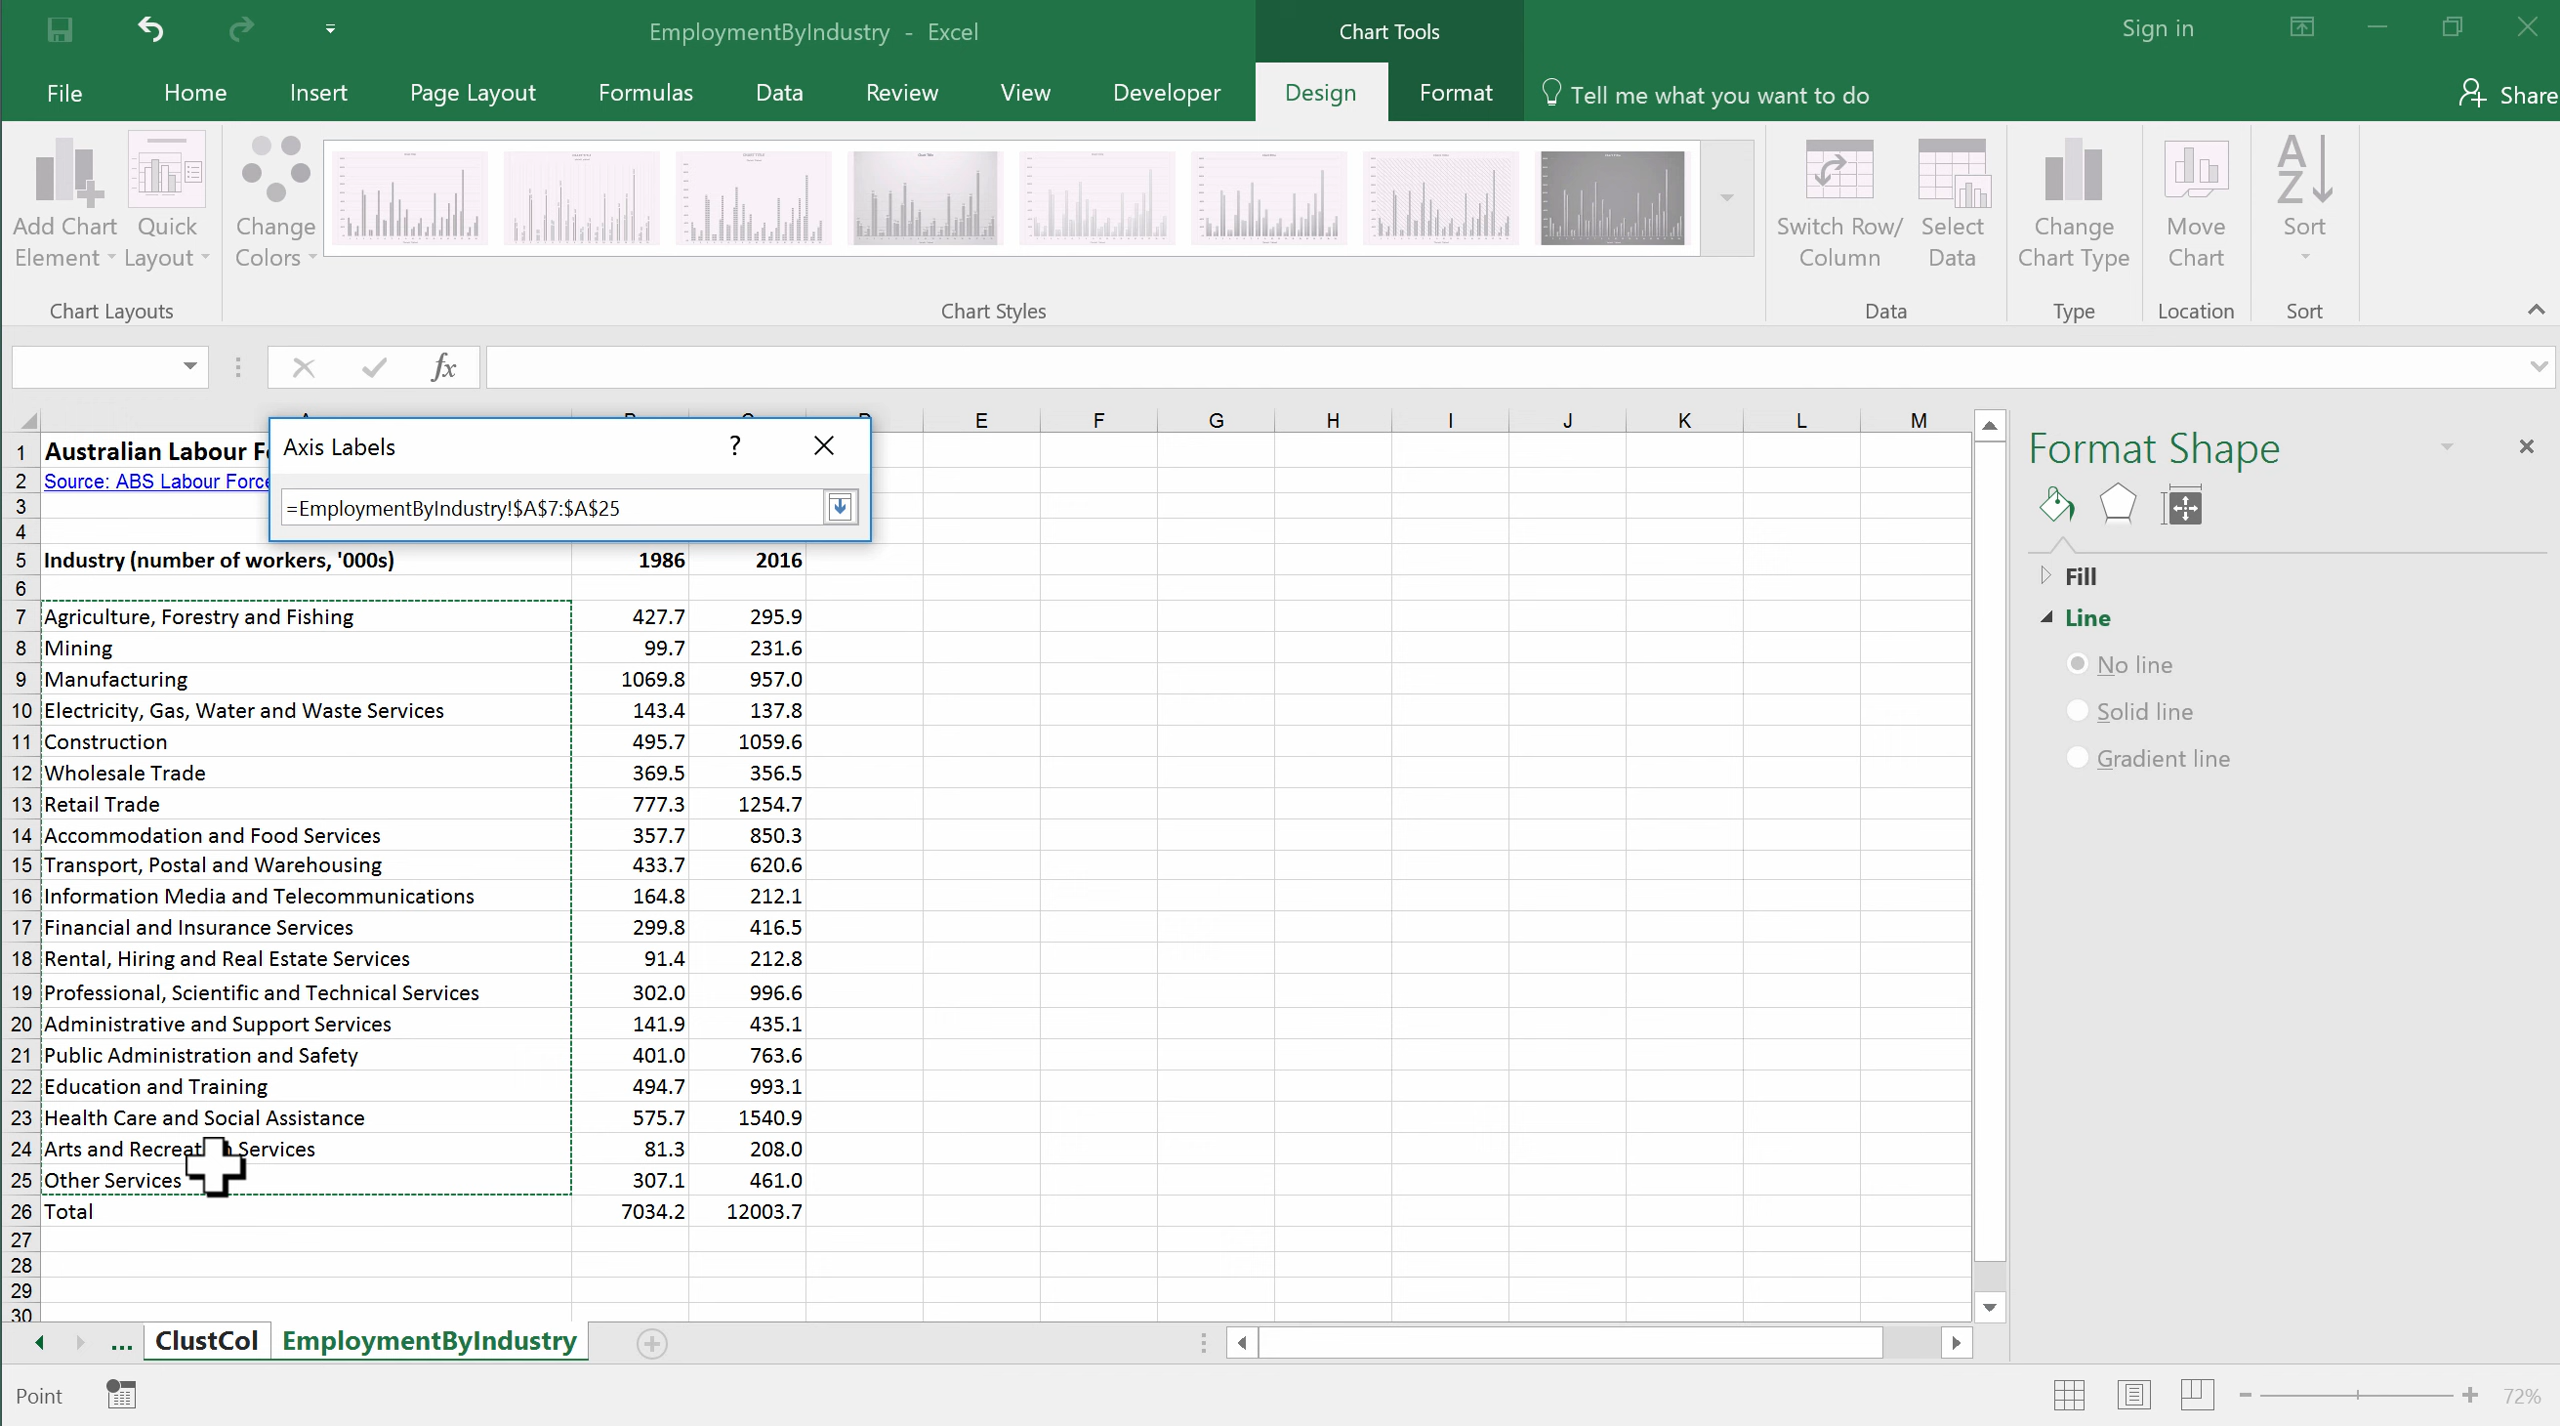 EmploymentByIndustry - Excel
Chart Tools
Sign in
File Home Insert Page Layout Formulas Data Review View Developer Design Format Tell me what you want to do Share
Add Chart Element
Quick Layout
Change Colors
Switch Row/ Column
Select Data
Change Chart Type
Move Chart
Sort
Chart Layouts Chart Styles Data Type Location Sort
fx
E F G H I J K L M
Axis Labels ?
=EmploymentByIndustry!$A$7:$A$25
1 Australian Labour
2 Source: ABS Labour Force
3
4
5 Industry (number of workers, '000s) 1986 2016
6
7 Agriculture, Forestry and Fishing 427.7 295.9
8 Mining 99.7 231.6
9 Manufacturing 1069.8 957.0
10 Electricity, Gas, Water and Waste Services 143.4 137.8
11 Construction 495.7 1059.6
12 Wholesale Trade 369.5 356.5
13 Retail Trade 777.3 1254.7
14 Accommodation and Food Services 357.7 850.3
15 Transport, Postal and Warehousing 433.7 620.6
16 Information Media and Telecommunications 164.8 212.1
17 Financial and Insurance Services 299.8 416.5
18 Rental, Hiring and Real Estate Services 91.4 212.8
19 Professional, Scientific and Technical Services 302.0 996.6
20 Administrative and Support Services 141.9 435.1
21 Public Administration and Safety 401.0 763.6
22 Education and Training 494.7 993.1
23 Health Care and Social Assistance 575.7 1540.9
24 Arts and Recreation Services 81.3 208.0
25 Other Services 307.1 461.0
26 Total 7034.2 12003.7
27
28
29
30
Format Shape
Fill
Line
No line
Solid line
Gradient line
... ClustCol EmploymentByIndustry
Point
72%